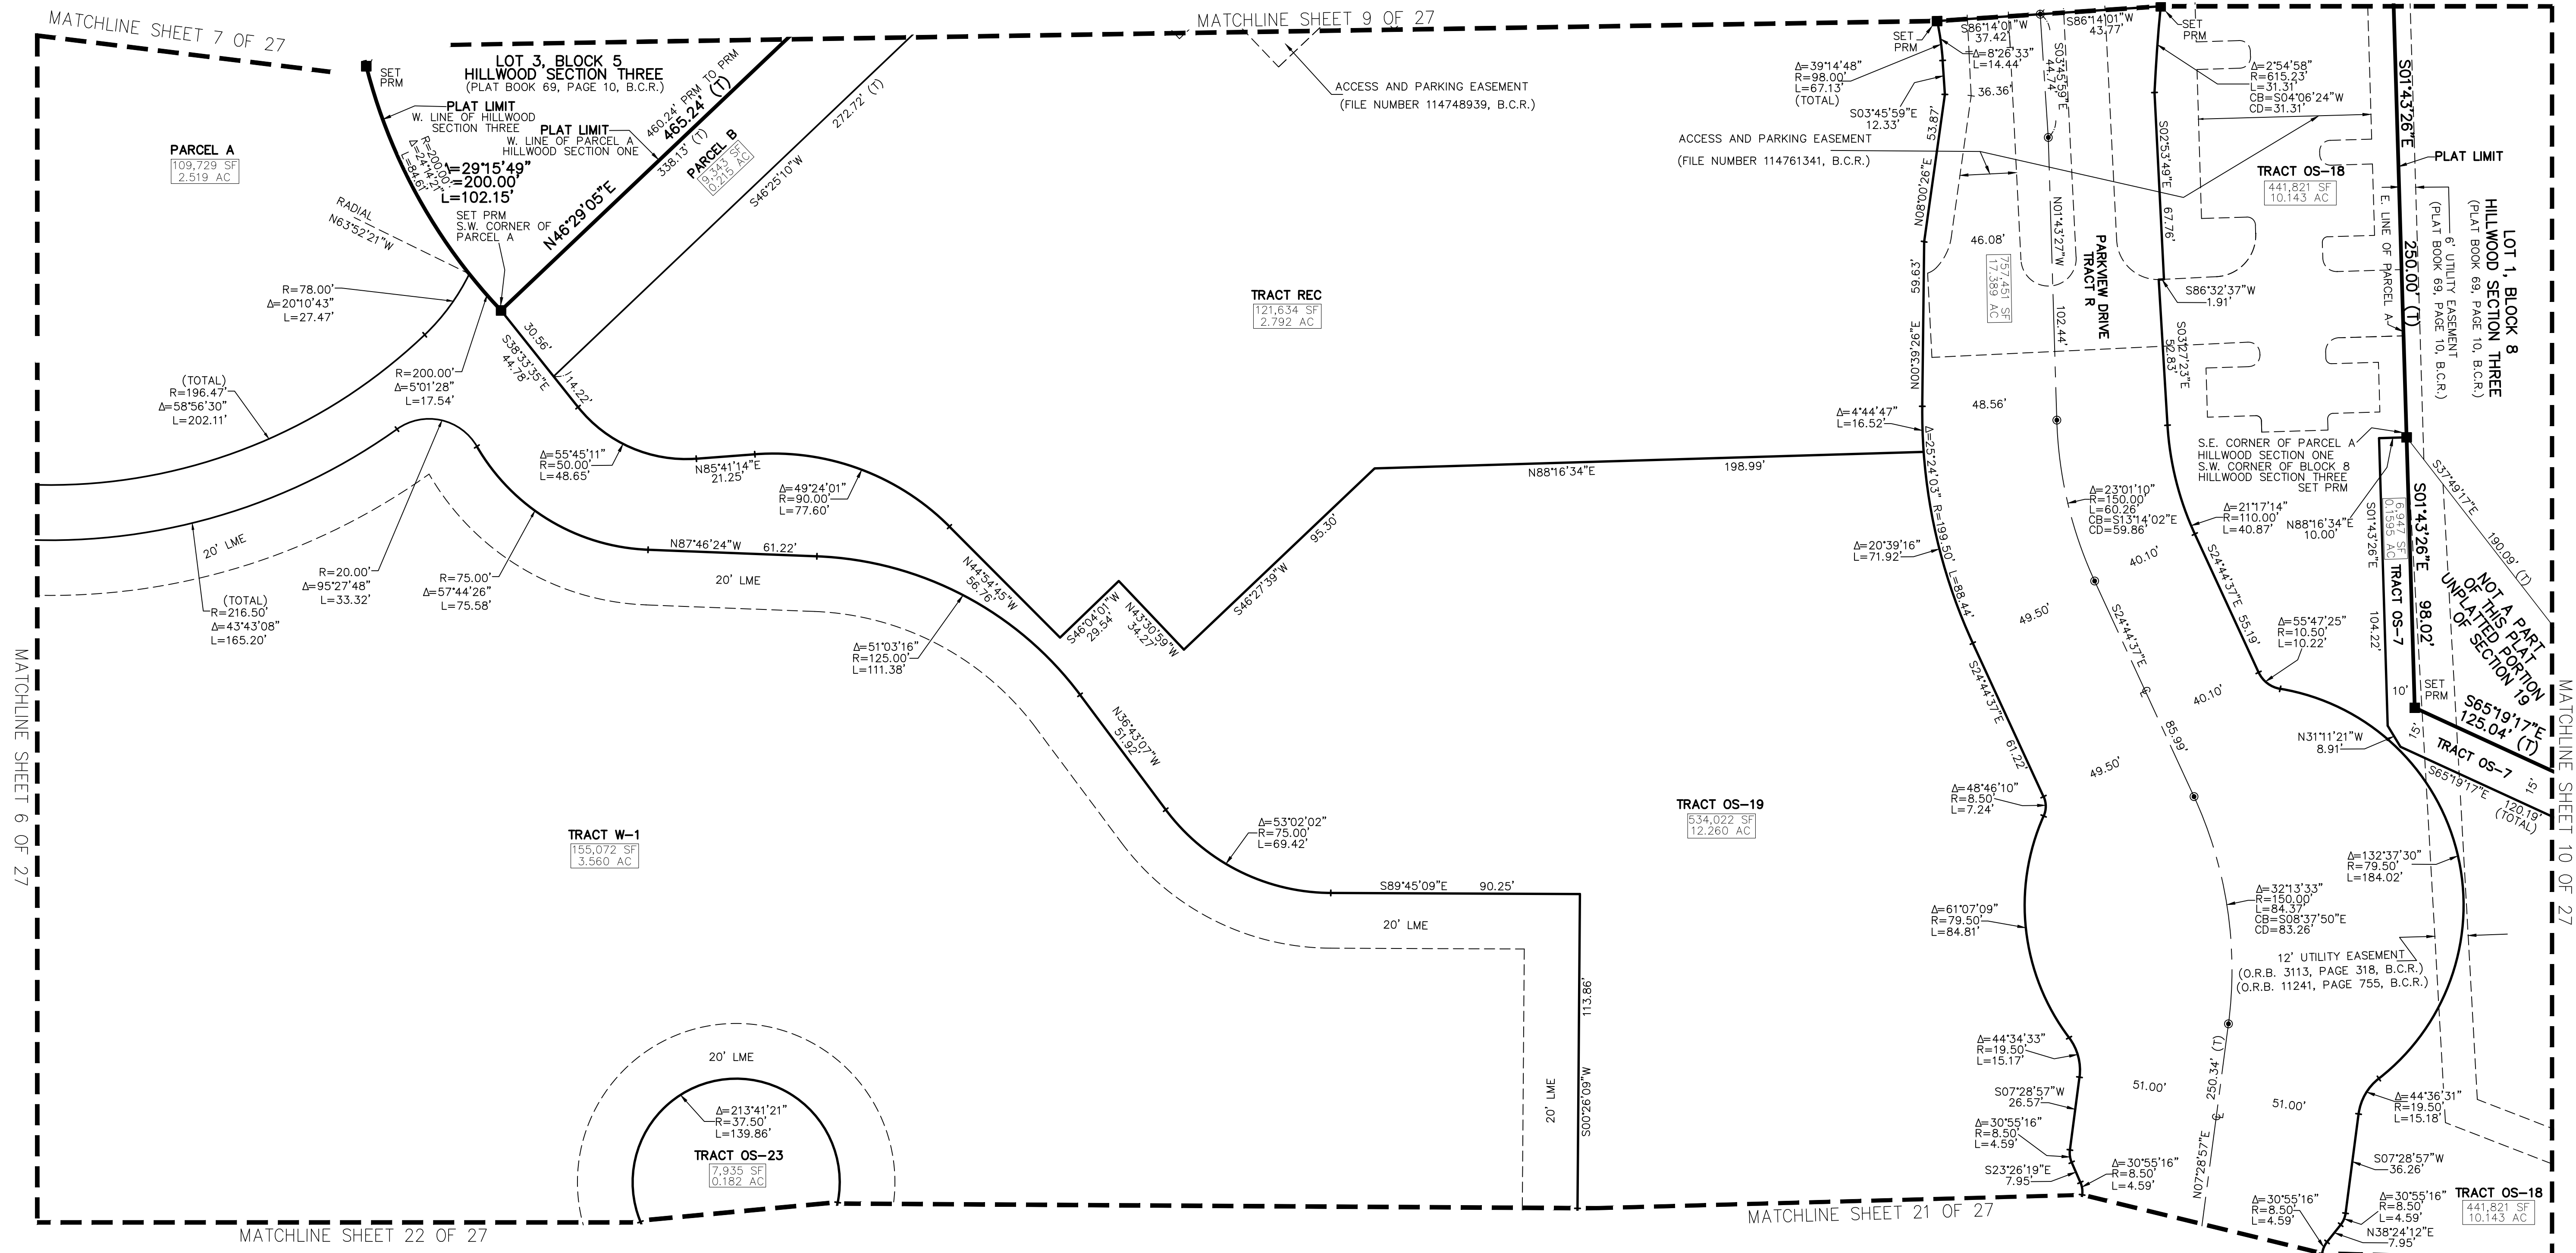 MATCHLINE SHEET 7 OF 27
MATCHLINE SHEET 9 OF 27
SET
PRM
LOT 3, BLOCK 5
HILLWOOD SECTION THREE
(PLAT BOOK 69, PAGE 10, B.C.R.)
PLAT LIMIT
W. LINE OF HILLWOOD
SECTION THREE
PLAT LIMIT
W. LINE OF PARCEL A
HILLWOOD SECTION ONE
460.24' PRM TO PRM
465.24' (T)
338.13' (T)
N46°29'05"E
PARCEL B
9,343 SF
0.215 AC
272.72' (T)
S46°25'10"W
PARCEL A
109,729 SF
2.519 AC
R=200.00'
Δ=24°14'21"
L=84.61'
=29°15'49"
=200.00'
L=102.15'
SET PRM
S.W. CORNER OF
PARCEL A
RADIAL
N63°52'21"W
R=78.00'
Δ=20°10'43"
L=27.47'
(TOTAL)
R=196.47'
Δ=58°56'30"
L=202.11'
R=200.00'
Δ=5°01'28"
L=17.54'
30.56'
S38°33'35"E
44.78'
14.22'
Δ=55°45'11"
R=50.00'
L=48.65'
N85°41'14"E
21.25'
Δ=49°24'01"
R=90.00'
L=77.60'
N44°54'45"W
56.76'
S46°04'01"W
29.54'
N43°30'59"W
34.27'
S46°27'39"W
95.30'
N88°16'34"E 198.99'
TRACT REC
121,634 SF
2.792 AC
ACCESS AND PARKING EASEMENT
(FILE NUMBER 114748939, B.C.R.)
ACCESS AND PARKING EASEMENT
(FILE NUMBER 114761341, B.C.R.)
20' LME
R=20.00'
Δ=95°27'48"
L=33.32'
(TOTAL)
R=216.50'
Δ=43°43'08"
L=165.20'
R=75.00'
Δ=57°44'26"
L=75.58'
N87°46'24"W 61.22'
20' LME
Δ=51°03'16"
R=125.00'
L=111.38'
N36°43'07"W
51.92'
Δ=53°02'02"
R=75.00'
L=69.42'
S89°45'09"E 90.25'
20' LME
113.86'
S00°26'09"W
20' LME
TRACT W-1
155,072 SF
3.560 AC
20' LME
Δ=213°41'21"
R=37.50'
L=139.86'
TRACT OS-23
7,935 SF
0.182 AC
TRACT OS-19
534,022 SF
12.260 AC
SET
PRM
S86°14'01"W
37.42'
S86°14'01"W
43.77'
SET
PRM
Δ=8°26'33"
L=14.44'
Δ=39°14'48"
R=98.00'
L=67.13'
(TOTAL)
S03°45'59"E
12.33'
S03°45'59"E
44.74'
36.36'
53.87'
N08°00'26"E
46.08'
59.63'
N00°39'26"E
48.56'
Δ=4°44'47"
L=16.52'
Δ=25°24'03" R=199.50' L=88.44'
Δ=20°39'16"
L=71.92'
757,451 SF
17.389 AC
N01°43'27"W
102.44'
PARKVIEW DRIVE
TRACT R
Δ=2°54'58"
R=615.23'
L=31.31'
CB=S04°06'24"W
CD=31.31'
S02°53'49"E
67.76'
S86°32'37"W
1.91'
S03°27'23"E
52.83'
Δ=23°01'10"
R=150.00'
L=60.26'
CB=S13°14'02"E
CD=59.86'
Δ=21°17'14"
R=110.00'
L=40.87'
40.10'
S24°44'37"E 55.19'
49.50'
S24°44'37"E
61.22'
S24°44'37"E
85.99'
40.10'
49.50'
Δ=55°47'25"
R=10.50'
L=10.22'
Δ=48°46'10"
R=8.50'
L=7.24'
Δ=61°07'09"
R=79.50'
L=84.81'
Δ=132°37'30"
R=79.50'
L=184.02'
Δ=32°13'33"
R=150.00'
L=84.37'
CB=S08°37'50"E
CD=83.26'
12' UTILITY EASEMENT
(O.R.B. 3113, PAGE 318, B.C.R.)
(O.R.B. 11241, PAGE 755, B.C.R.)
Δ=44°34'33"
R=19.50'
L=15.17'
S07°28'57"W
26.57'
Δ=30°55'16"
R=8.50'
L=4.59'
S23°26'19"E
7.95'
Δ=30°55'16"
R=8.50'
L=4.59'
51.00'
250.34' (T)
N07°28'57"E
51.00'
Δ=44°36'31"
R=19.50'
L=15.18'
S07°28'57"W
36.26'
Δ=30°55'16"
R=8.50'
L=4.59'
Δ=30°55'16"
R=8.50'
L=4.59'
N38°24'12"E
7.95'
TRACT OS-18
441,821 SF
10.143 AC
TRACT OS-18
441,821 SF
10.143 AC
S01°43'26"E
250.00' (T)
PLAT LIMIT
E. LINE OF PARCEL A
6' UTILITY EASEMENT
(PLAT BOOK 69, PAGE 10, B.C.R.)
LOT 1, BLOCK 8
HILLWOOD SECTION THREE
(PLAT BOOK 69, PAGE 10, B.C.R.)
S.E. CORNER OF PARCEL A
HILLWOOD SECTION ONE
S.W. CORNER OF BLOCK 8
HILLWOOD SECTION THREE
SET PRM
N88°16'34"E
10.00'
S37°49'17"E
190.09' (T)
S01°43'26"E 98.02'
6,947 SF
0.1595 AC
TRACT OS-7
S01°43'26"E
104.22'
10'
SET
PRM
NOT A PART
OF THIS PLAT
UNPLATTED PORTION
OF SECTION 19
S65°19'17"E
125.04' (T)
N31°11'21"W
8.91'
15'
TRACT OS-7
15'
S65°19'17"E
120.19'
(TOTAL)
MATCHLINE SHEET 6 OF 27
MATCHLINE SHEET 10 OF 27
MATCHLINE SHEET 22 OF 27
MATCHLINE SHEET 21 OF 27